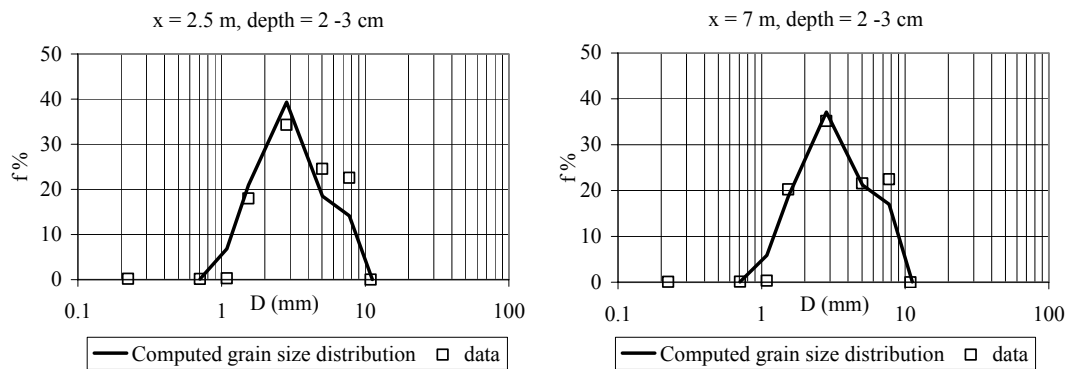 x = 2.5 m, depth = 2 -3 cm
50
40
30
20
10
0
f %
0.1
1
10
100
D (mm)
Computed grain size distribution
data
x = 7 m, depth = 2 -3 cm
50
40
30
20
10
0
f %
0.1
1
10
100
D (mm)
Computed grain size distribution
data